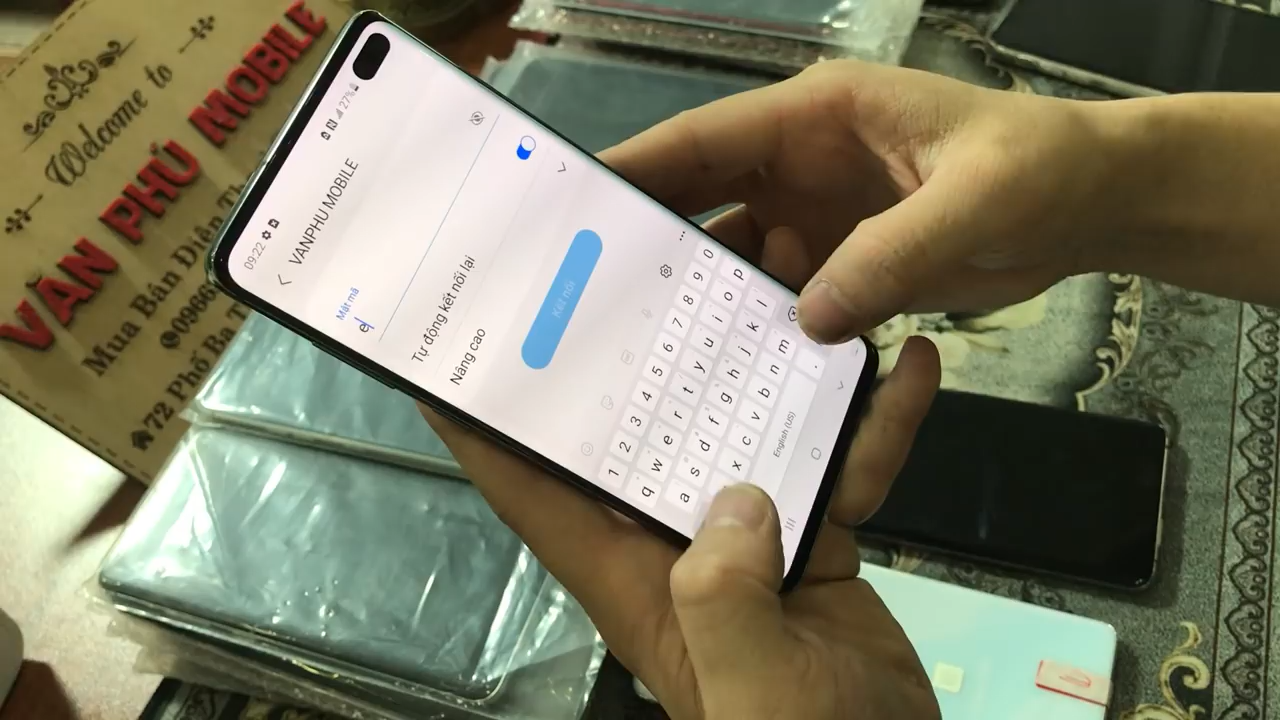 Welcome to
VĂN PHÚ MOBILE
Mua Bán Điện Th
0966
72 Phố Ba T
09:22
27%
VANPHU MOBILE
Mật mã
e
Tự động kết nối lại
Nâng cao
Kết nối
1 2 3 4 5 6 7 8 9 0
q w e r t y u i o p
a s d f g h j k l
x c v b n m
English (US)
.